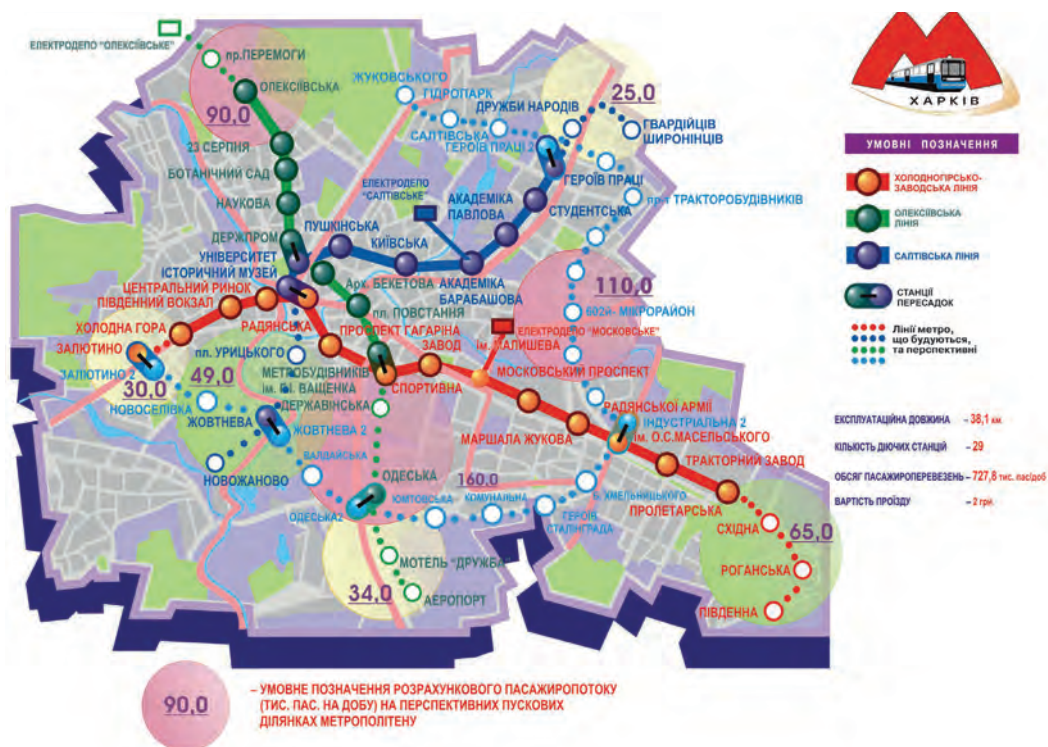 ЕЛЕКТРОДЕПО "ОЛЕКСІЇВСЬКЕ"
пр.ПЕРЕМОГИ
ОЛЕКСІЇВСЬКА
90,0
23 СЕРПНЯ
БОТАНІЧНИЙ САД
НАУКОВА
ДЕРЖПРОМ
УНІВЕРСИТЕТ
ІСТОРИЧНИЙ МУЗЕЙ
ЦЕНТРАЛЬНИЙ РИНОК
ПІВДЕННИЙ ВОКЗАЛ
ХОЛОДНА ГОРА
ЗАЛЮТИНО
ЗАЛЮТИНО 2
30,0
49,0
НОВОСЕЛІВКА
ЖОВТНЕВА
ЖОВТНЕВА 2
НОВОЖАНОВО
ВАЛДАЙСЬКА
ОДЕСЬКА2
ОДЕСЬКА
ПУШКІНСЬКА
КИЇВСЬКА
ЕЛЕКТРОДЕПО
"САЛТІВСЬКЕ"
АКАДЕМІКА
ПАВЛОВА
АКАДЕМІКА
БАРАБАШОВА
СТУДЕНТСЬКА
ГЕРОЇВ ПРАЦІ
ГЕРОЇВ ПРАЦІ 2
САЛТІВСЬКА
ГІДРОПАРК
ЖУКОВСЬКОГО
ДРУЖБИ НАРОДІВ
25,0
ГВАРДІЙЦІВ
ШИРОНІНЦІВ
пр-т ТРАКТОРОБУДІВНИКІВ
110,0
602й- МІКРОРАЙОН
Арх. БЕКЕТОВА
пл. ПОВСТАННЯ
РАДЯНСЬКА
ПРОСПЕКТ ГАГАРІНА
ЗАВОД
ім. МАЛИШЕВА
ЕЛЕКТРОДЕПО "МОСКОВСЬКЕ"
МОСКОВСЬКИЙ ПРОСПЕКТ
пл. УРИЦЬКОГО
МЕТРОБУДІВНИКІВ
ім. Г.І. ВАЩЕНКА
СПОРТИВНА
ДЕРЖАВІНСЬКА
МАРШАЛА ЖУКОВА
РАДЯНСЬКОЇ АРМІЇ
ІНДУСТРІАЛЬНА 2
ім. О.С.МАСЕЛЬСЬКОГО
ТРАКТОРНИЙ ЗАВОД
ПРОЛЕТАРСЬКА
160,0
КОМУНАЛЬНА
ГЕРОЇВ
СТАЛІНГРАДА
Б. ХМЕЛЬНИЦЬКОГО
СХІДНА
65,0
РОГАНСЬКА
ПІВДЕННА
МОТЕЛЬ "ДРУЖБА"
34,0
АЕРОПОРТ
90,0
– УМОВНЕ ПОЗНАЧЕННЯ РОЗРАХУНКОВОГО ПАСАЖИРОПОТОКУ
(ТИС. ПАС. НА ДОБУ) НА ПЕРСПЕКТИВНИХ ПУСКОВИХ
ДІЛЯНКАХ МЕТРОПОЛІТЕНУ
ХАРКІВ
УМОВНІ ПОЗНАЧЕННЯ
ХОЛОДНОГІРСЬКО-
ЗАВОДСЬКА ЛІНІЯ
ОЛЕКСІЇВСЬКА
ЛІНІЯ
САЛТІВСЬКА ЛІНІЯ
СТАНЦІЇ
ПЕРЕСАДОК
Лінії метро,
що будуються,
та перспективні
ЕКСПЛУАТАЦІЙНА ДОВЖИНА – 38,1 км.
КІЛЬКІСТЬ ДІЮЧИХ СТАНЦІЙ – 29
ОБСЯГ ПАСАЖИРОПЕРЕВЕЗЕНЬ – 727,8 тис. пас/доб
ВАРТІСТЬ ПРОЇЗДУ – 2 грн.